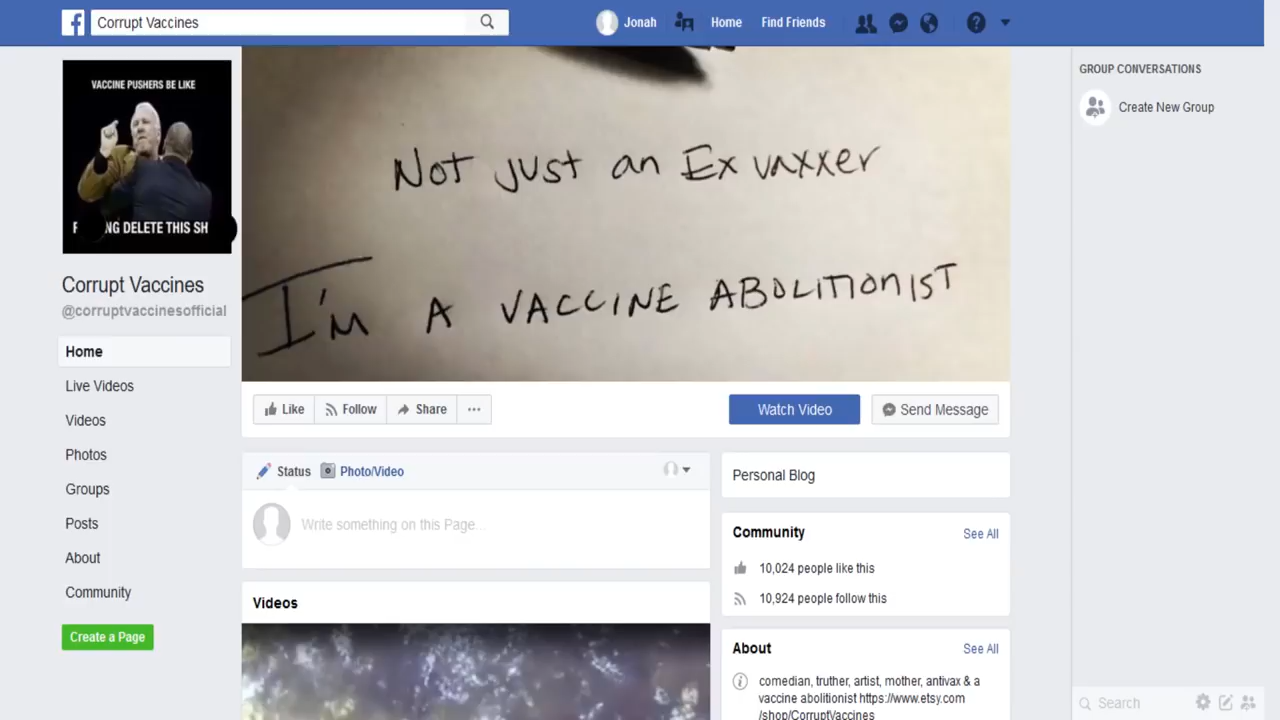 Corrupt Vaccines
Jonah
Home
Find Friends
VACCINE PUSHERS BE LIKE
F NG DELETE THIS SH
Corrupt Vaccines
@corruptvaccinesofficial
Home
Live Videos
Videos
Photos
Groups
Posts
About
Community
Create a Page
Not just an Ex vaxxer
I'm A VACCINE ABOLITIONIST
Like
Follow
Share
Watch Video
Send Message
Status
Photo/Video
Write something on this Page...
Videos
Personal Blog
Community
See All
10,024 people like this
10,924 people follow this
About
See All
comedian, truther, artist, mother, antivax & a
vaccine abolitionist https://www.etsy.com
/shop/CorruptVaccines
GROUP CONVERSATIONS
Create New Group
Search